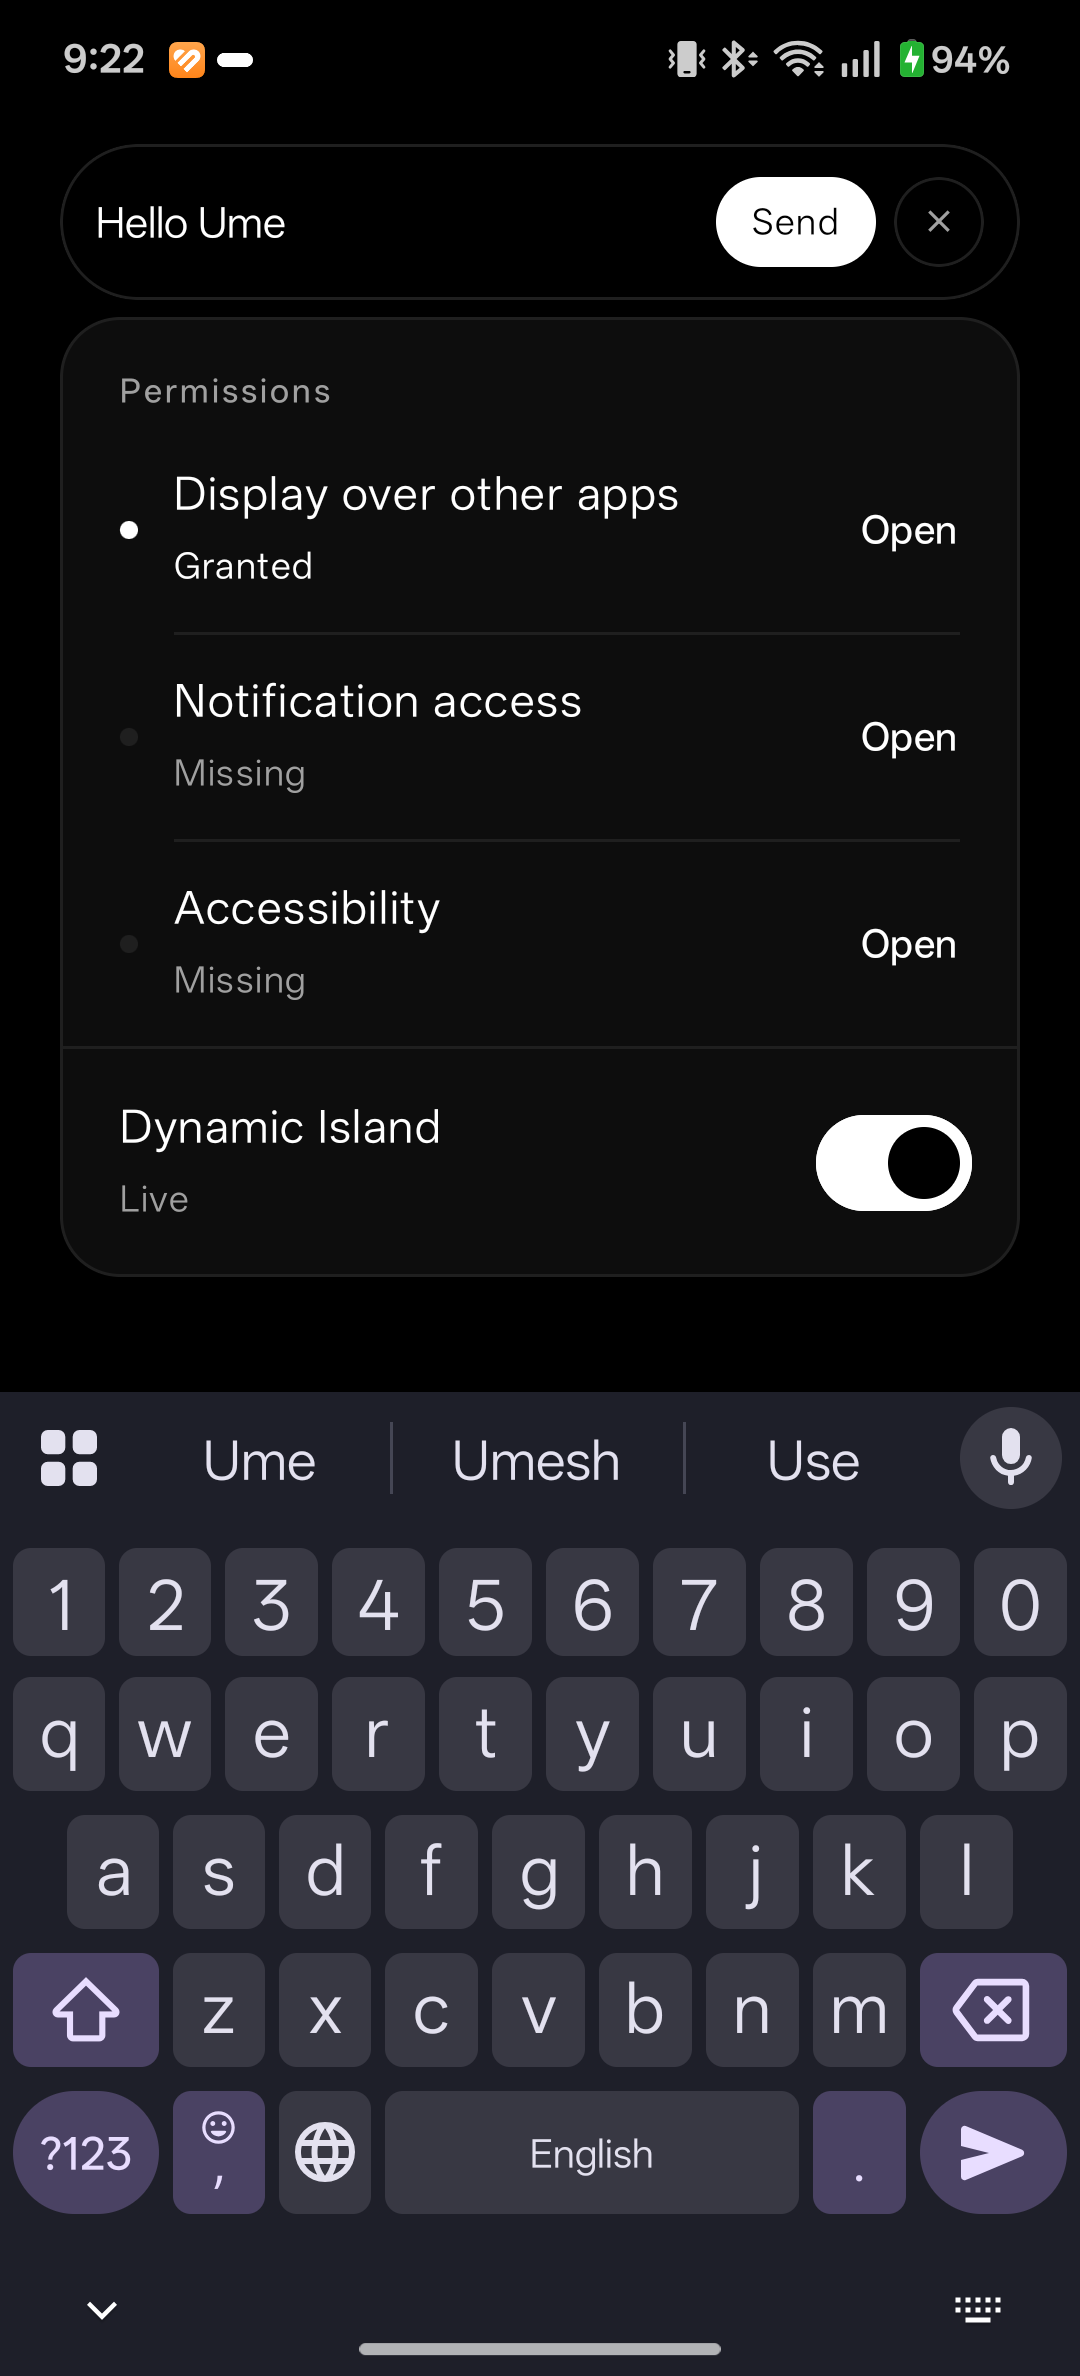 9:22 94%
Hello Ume Send
Permissions
Display over other apps
Granted
Open
Notification access
Missing
Open
Accessibility
Missing
Open
Dynamic Island
Live
Ume Umesh Use
1 2 3 4 5 6 7 8 9 0
q w e r t y u i o p
a s d f g h j k l
z x c v b n m
?123 , English .